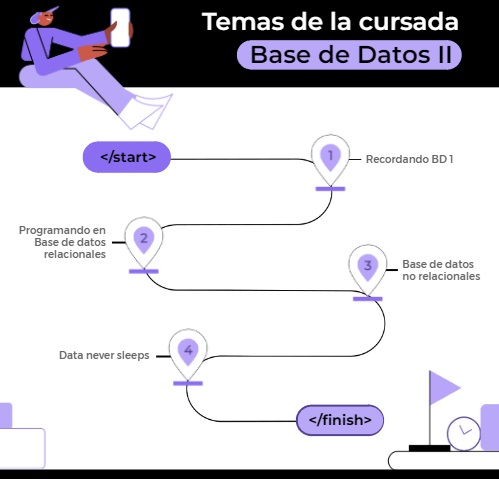 Temas de la cursada
Base de Datos II
</start>
1
Recordando BD 1
Programando en
Base de datos
relacionales
2
3
Base de datos
no relacionales
Data never sleeps
4
</finish>